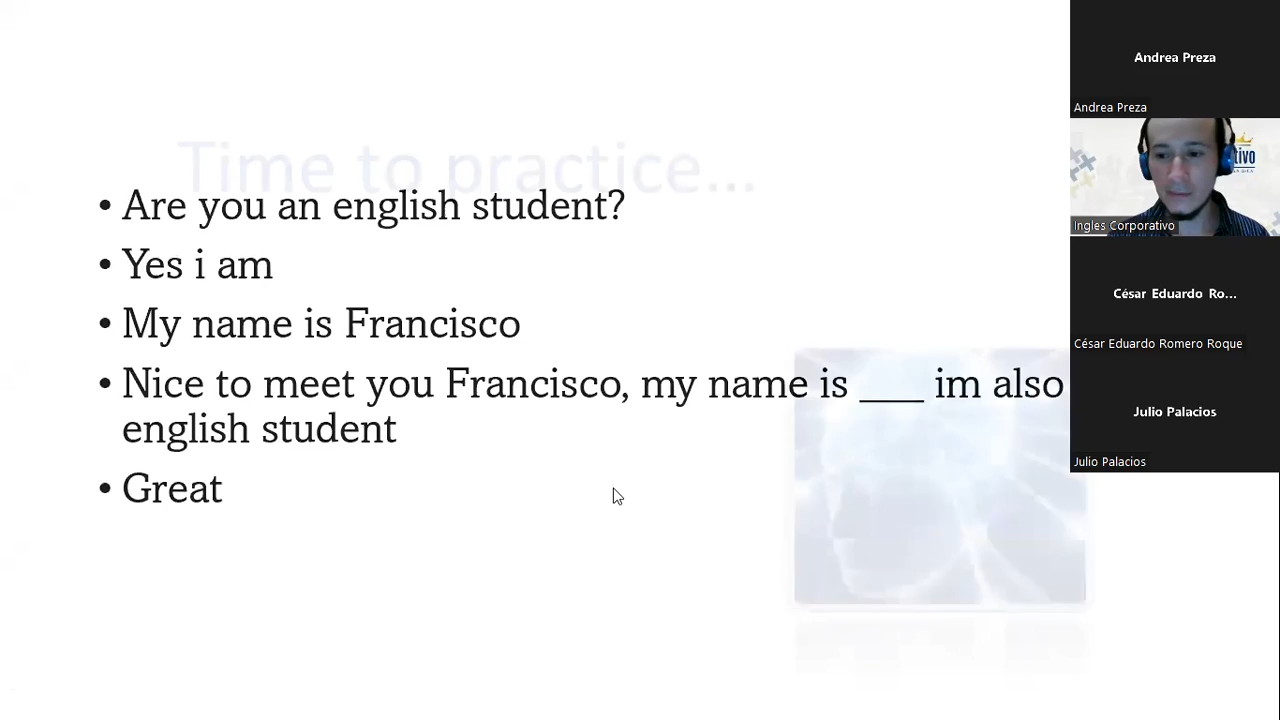 Time to practice...
• Are you an english student?
• Yes i am
• My name is Francisco
• Nice to meet you Francisco, my name is ____ im also
english student
• Great
Andrea Preza
Andrea Preza
tivo
Ingles Corporativo
César Eduardo Ro...
César Eduardo Romero Roque
Julio Palacios
Julio Palacios